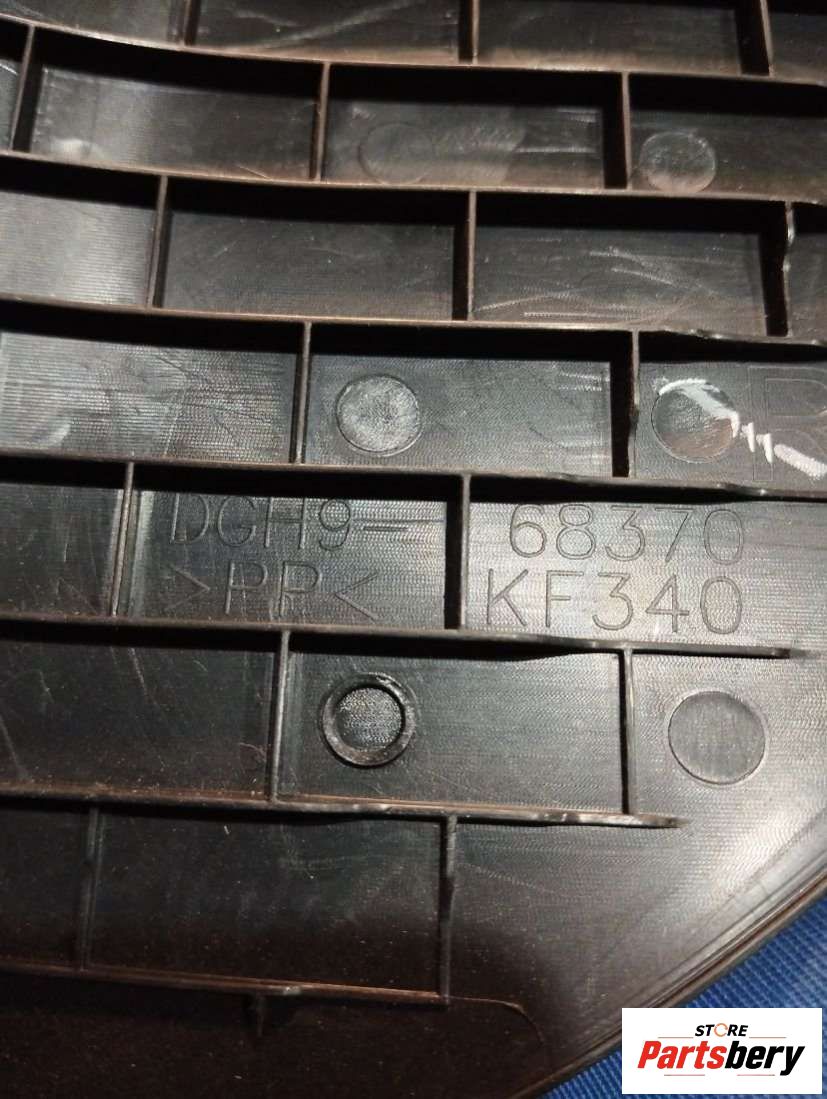 R
DGH9- 68370
>PP< KF340
STORE
Partsbery